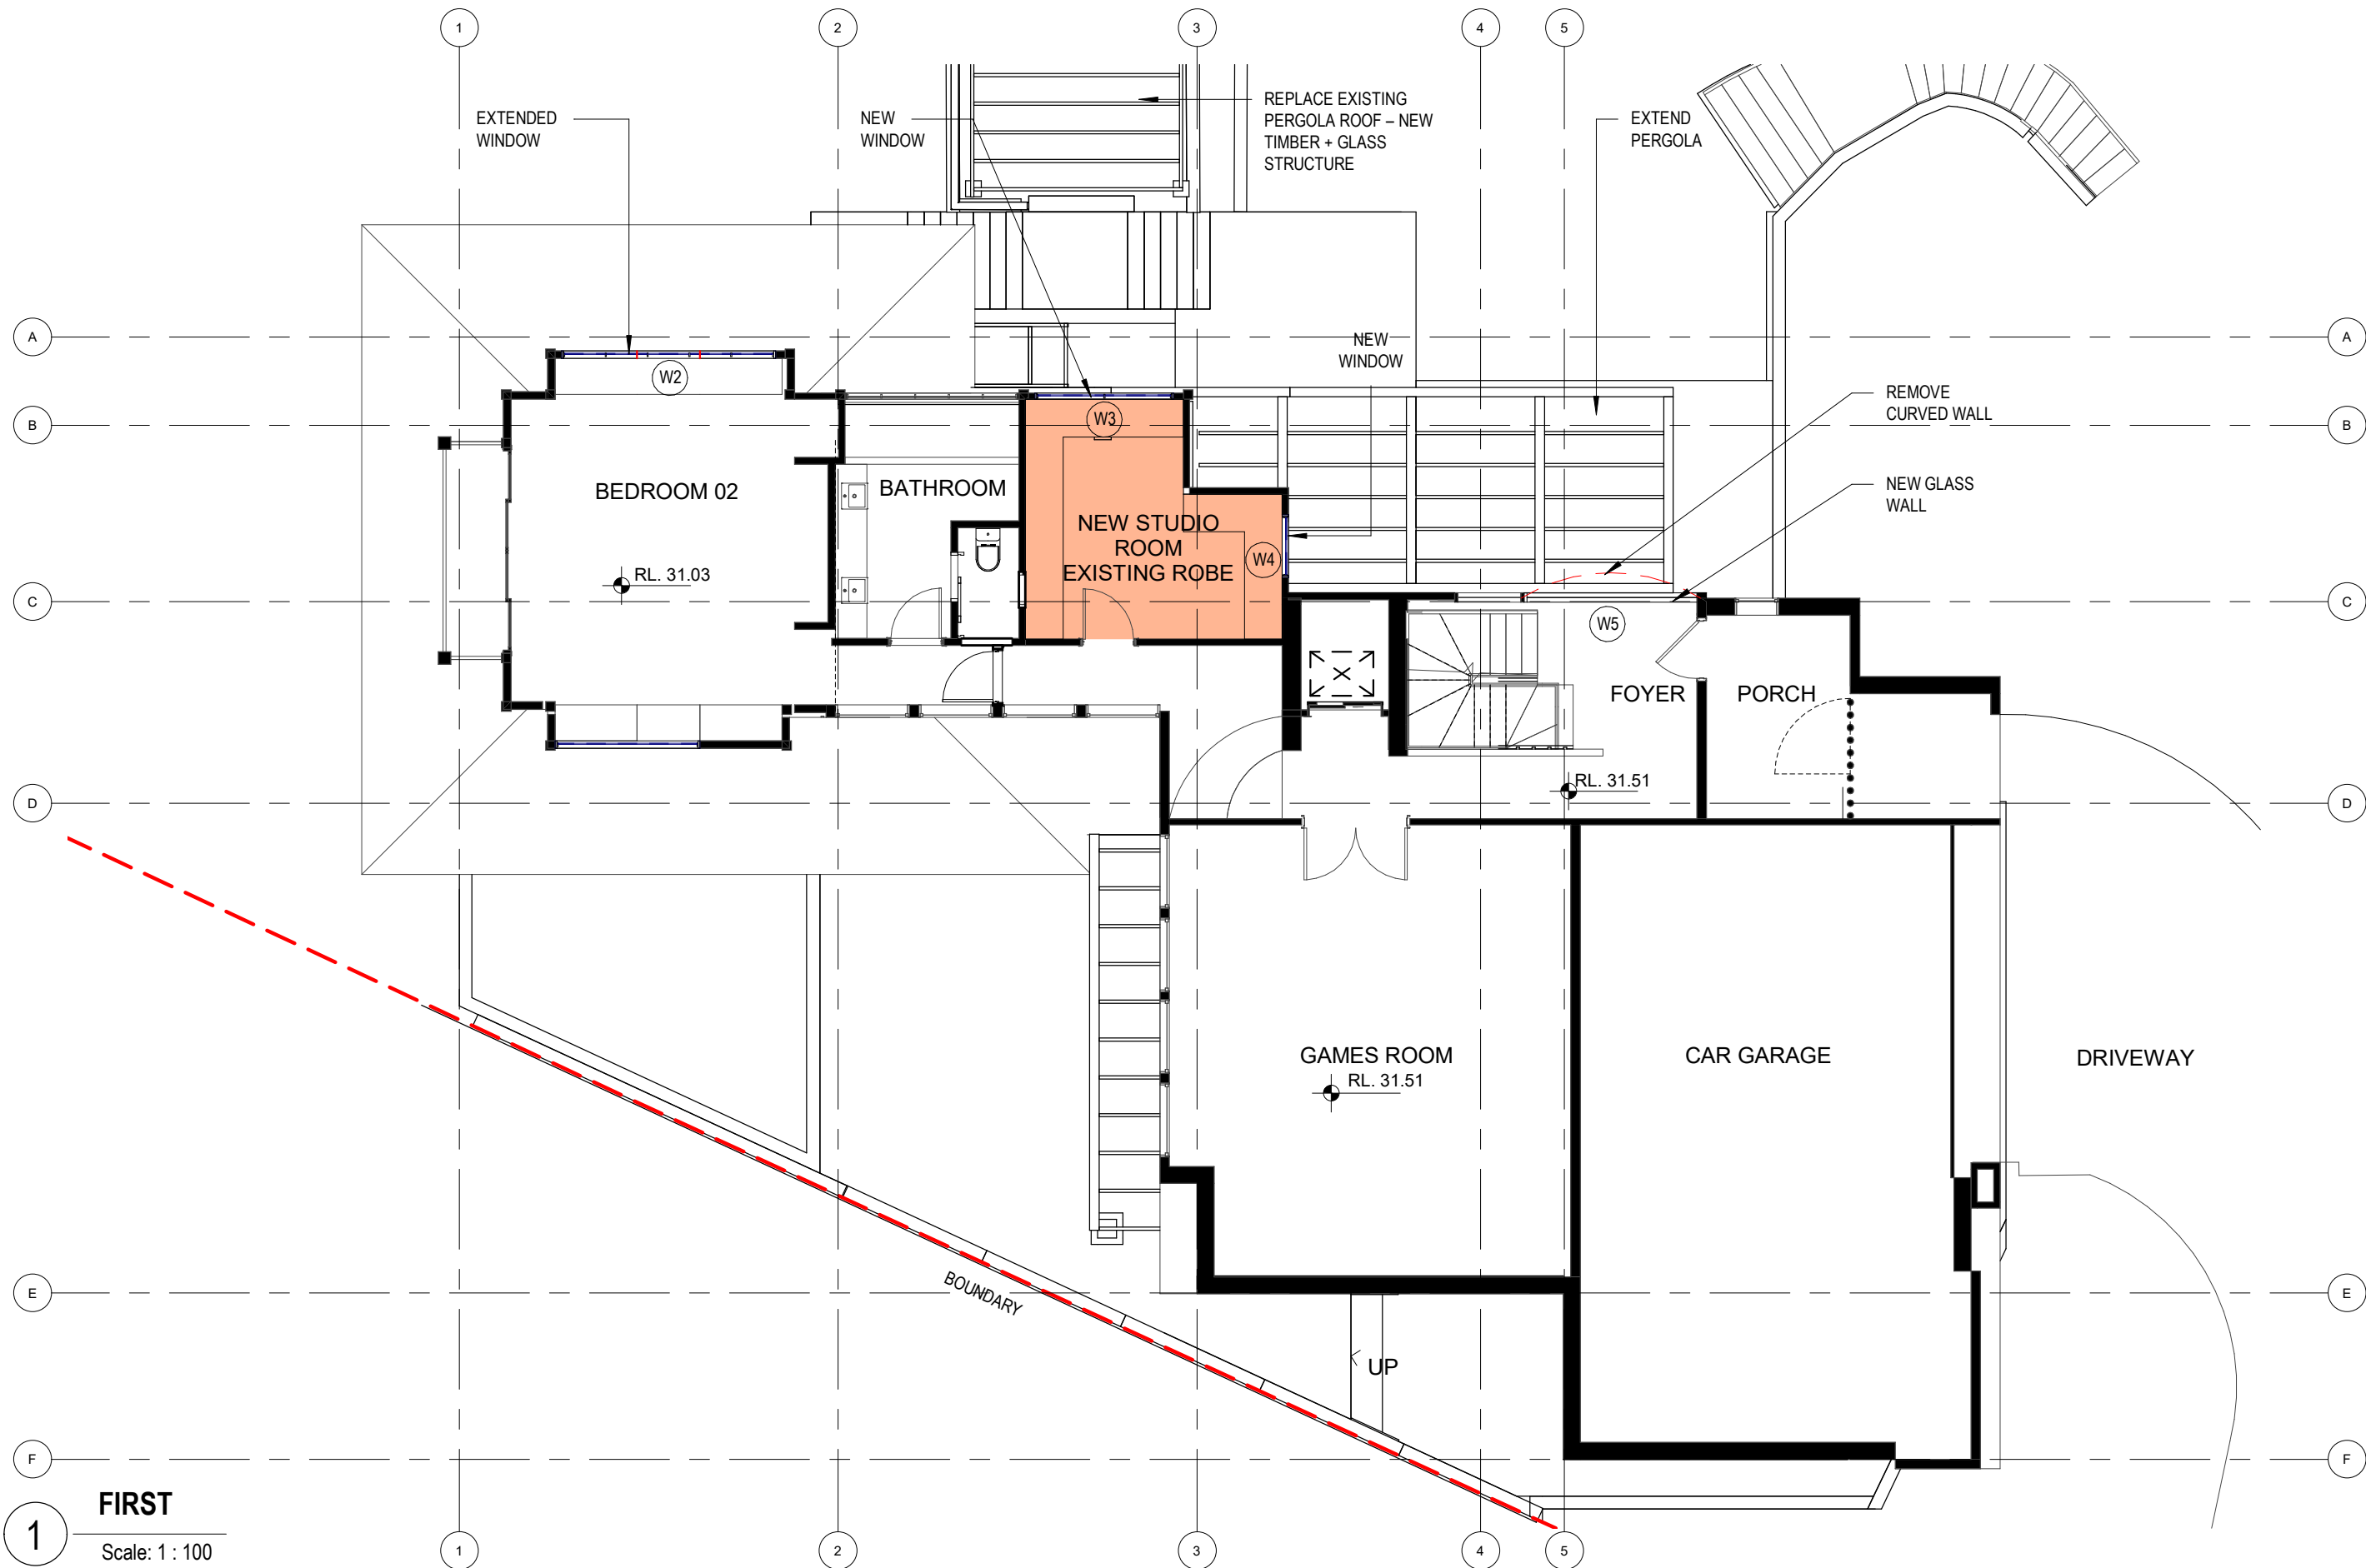 1
2
3
4
5
EXTENDED
WINDOW
NEW
WINDOW
REPLACE EXISTING
PERGOLA ROOF – NEW
TIMBER + GLASS
STRUCTURE
EXTEND
PERGOLA
A
A
NEW
WINDOW
W2
REMOVE
CURVED WALL
B
W3
B
BEDROOM 02
BATHROOM
NEW GLASS
WALL
NEW STUDIO
ROOM
EXISTING ROBE
W4
RL. 31.03
C
C
W5
FOYER
PORCH
RL. 31.51
D
D
GAMES ROOM
RL. 31.51
CAR GARAGE
DRIVEWAY
BOUNDARY
E
E
UP
F
F
1
FIRST
Scale: 1 : 100
1
2
3
4
5